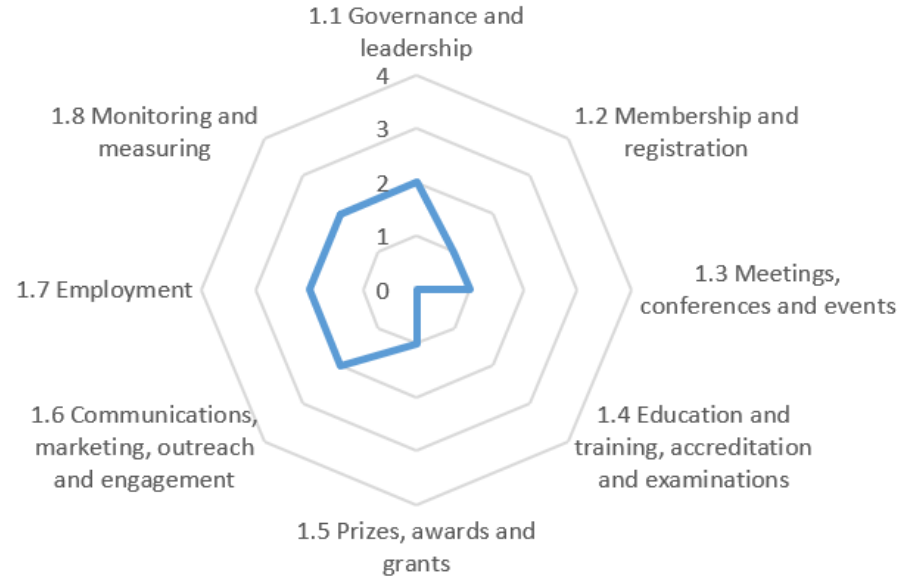 1.1 Governance and
leadership
4
3
2
1
0
1.2 Membership and
registration
1.3 Meetings,
conferences and events
1.4 Education and
training, accreditation
and examinations
1.5 Prizes, awards and
grants
1.6 Communications,
marketing, outreach
and engagement
1.7 Employment
1.8 Monitoring and
measuring